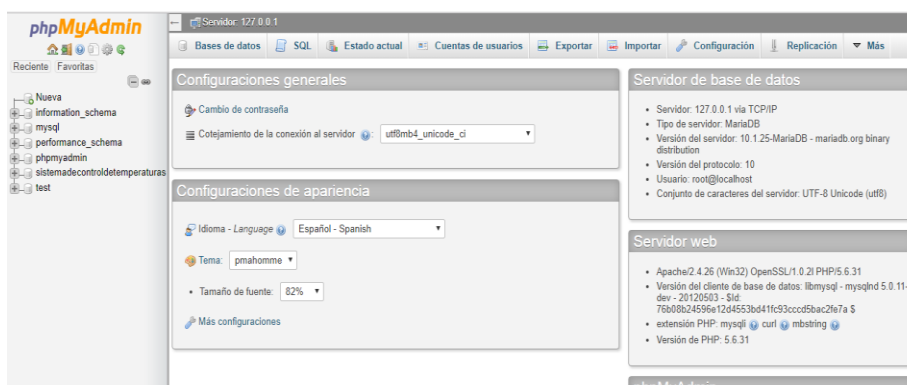 phpMyAdmin
Reciente Favoritas
Nueva
information_schema
mysql
performance_schema
phpmyadmin
sistemadecontroldetemperaturas
test
Servidor: 127.0.0.1
Bases de datos SQL Estado actual Cuentas de usuarios Exportar Importar Configuración Replicación Más
Configuraciones generales
Cambio de contraseña
Cotejamiento de la conexión al servidor : utf8mb4_unicode_ci
Configuraciones de apariencia
Idioma - Language Español - Spanish
Tema: pmahomme
Tamaño de fuente: 82%
Más configuraciones
Servidor de base de datos
Servidor: 127.0.0.1 via TCP/IP
Tipo de servidor: MariaDB
Versión del servidor: 10.1.25-MariaDB - mariadb.org binary
distribution
Versión del protocolo: 10
Usuario: root@localhost
Conjunto de caracteres del servidor: UTF-8 Unicode (utf8)
Servidor web
Apache/2.4.26 (Win32) OpenSSL/1.0.2l PHP/5.6.31
Versión del cliente de base de datos: libmysql - mysqlnd 5.0.11-
dev - 20120503 - $Id:
76b08b24596e12d4553bd41fc93cccd5bac2fe7a $
extensión PHP: mysqli curl mbstring
Versión de PHP: 5.6.31
phpMyAdmin